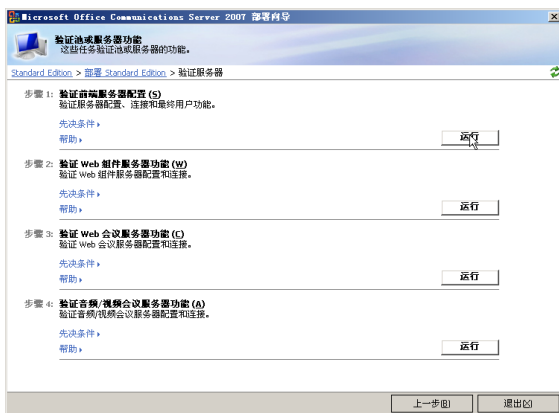 Microsoft Office Communications Server 2007 部署向导
验证池或服务器功能
这些任务验证池或服务器的功能。
Standard Edition > 部署 Standard Edition > 验证服务器
步骤 1: 验证前端服务器配置(S)
验证服务器配置、连接和最终用户功能。
先决条件
帮助
运行
步骤 2: 验证 Web 组件服务器功能(W)
验证 Web 组件服务器配置和连接。
先决条件
帮助
运行
步骤 3: 验证 Web 会议服务器功能(C)
验证 Web 会议服务器配置和连接。
先决条件
帮助
运行
步骤 4: 验证音频/视频会议服务器功能(A)
验证音频/视频会议服务器配置和连接。
先决条件
帮助
运行
上一步(B)
退出(X)